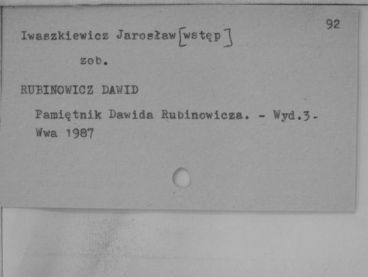 92
Iwaszkiewicz Jarosław [wstęp]
zob.
RUBINOWICZ DAWID
Pamiętnik Dawida Rubinowicza. - Wyd.3.
Wwa 1987